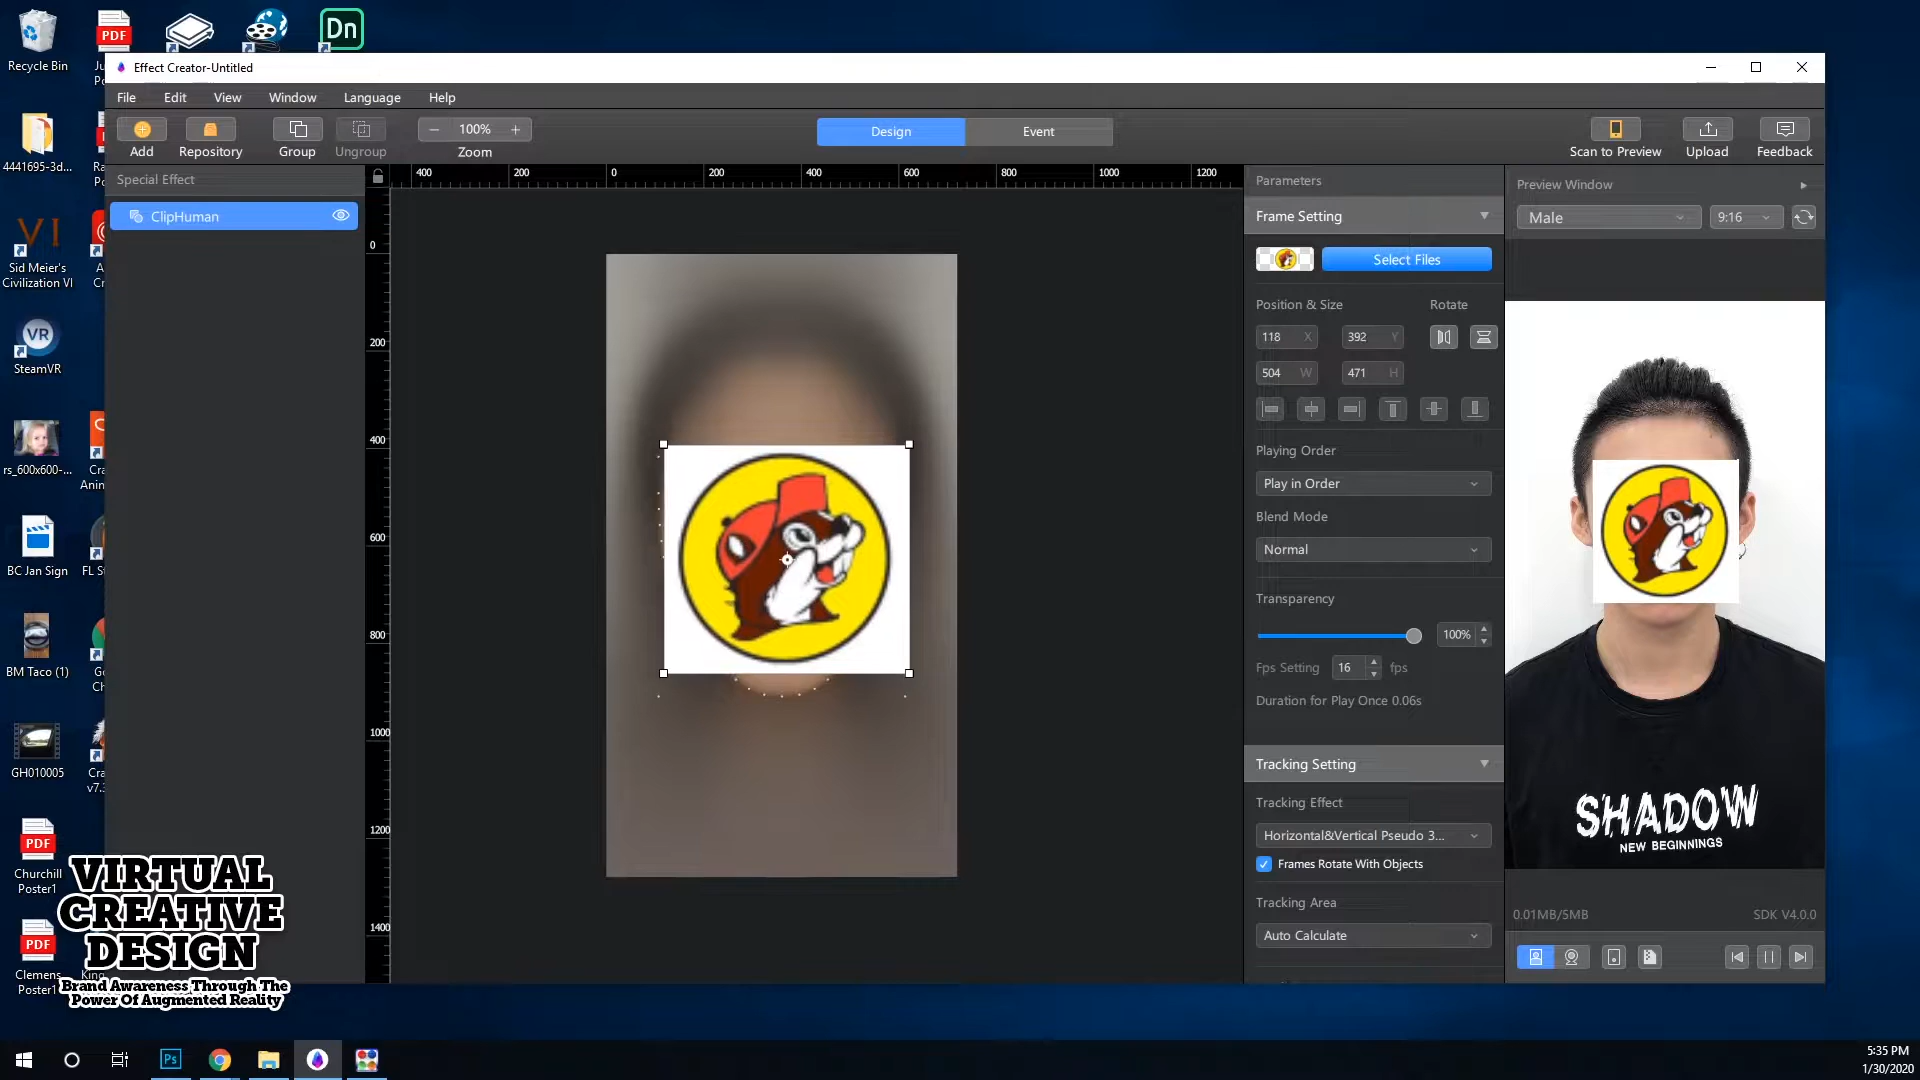 Recycle Bin
Effect Creator-Untitled
File Edit View Window Language Help
Add Repository Group Ungroup
100%
Zoom
Design Event
Scan to Preview Upload Feedback
Special Effect
ClipHuman
400 200 0 200 400 600 800 1000 1200
0
200
400
600
800
1000
1200
1400
Parameters
Frame Setting
Select Files
Position & Size Rotate
118 X 392 Y
504 W 471 H
Playing Order
Play in Order
Blend Mode
Normal
Transparency
100%
Fps Setting 16 fps
Duration for Play Once 0.06s
Tracking Setting
Tracking Effect
Horizontal&Vertical Pseudo 3...
Frames Rotate With Objects
Tracking Area
Auto Calculate
Preview Window
Male 9:16
SHADOW
NEW BEGINNINGS
0.01MB/5MB SDK V4.0.0
PDF
Dn
4441695-3d...
VI
Sid Meier's
Civilization VI
VR
SteamVR
rs_600x600-...
BC Jan Sign
BM Taco (1)
GH010005
PDF
Churchill
Poster1
PDF
Clemens
Poster1
VIRTUAL
CREATIVE
DESIGN
Brand Awareness Through The
Power Of Augmented Reality
Ps
5:35 PM
1/30/2020